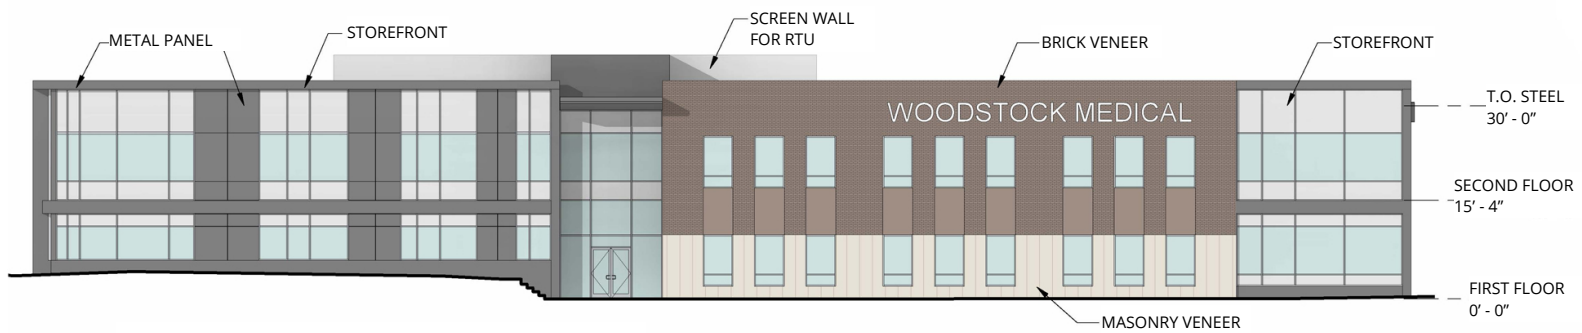 METAL PANEL
STOREFRONT
SCREEN WALL
FOR RTU
BRICK VENEER
STOREFRONT
WOODSTOCK MEDICAL
T.O. STEEL
30’ - 0”
SECOND FLOOR
15’ - 4”
FIRST FLOOR
0’ - 0”
MASONRY VENEER